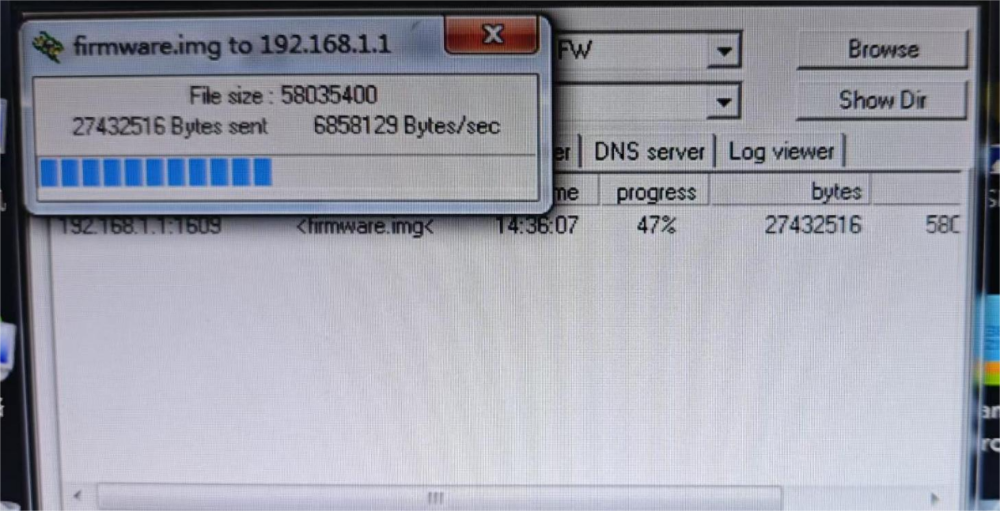 firmware.img to 192.168.1.1
File size : 58035400
27432516 Bytes sent 6858129 Bytes/sec
FW
Browse
Show Dir
er DNS server Log viewer
me progress bytes
192.168.1.1:1609 <firmware.img< 14:36:07 47% 27432516 580